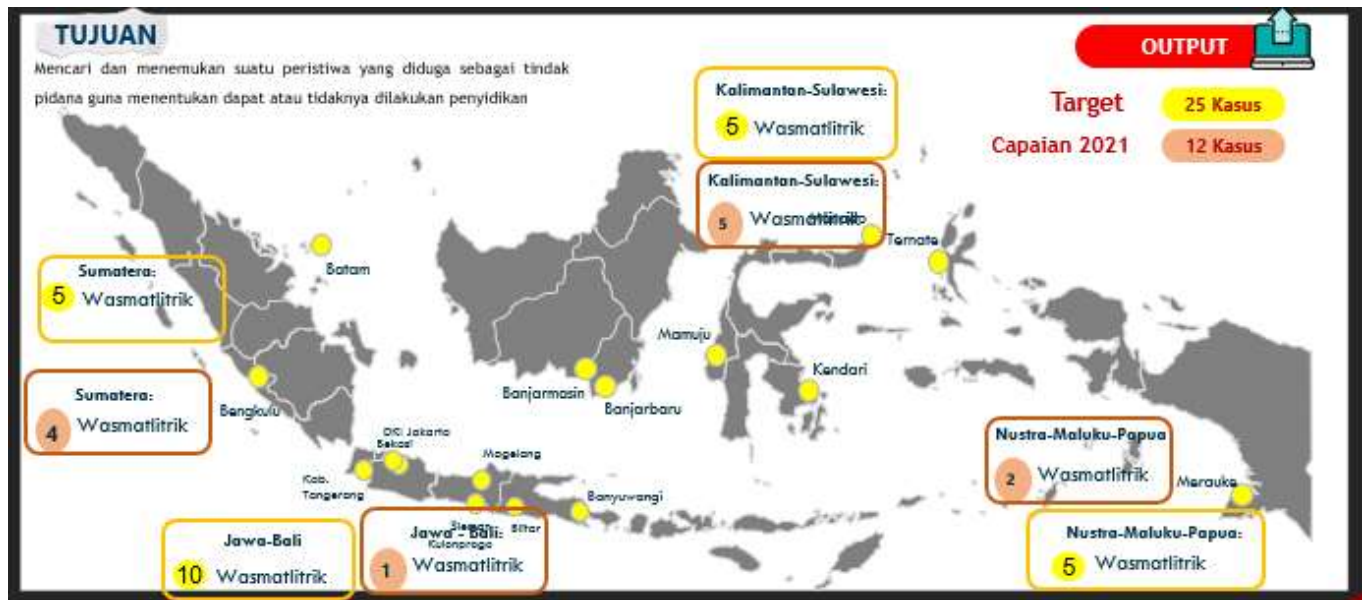 TUJUAN
Mencari dan menemukan suatu peristiwa yang diduga sebagai tindak
pidana guna menentukan dapat atau tidaknya dilakukan penyidikan
OUTPUT
Target 25 Kasus
Capaian 2021 12 Kasus
Kalimantan-Sulawesi:
5 Wasmatlitrik
Kalimantan-Sulawesi:
5 Wasmatlitrik
Ternate
Batam
Sumatera:
5 Wasmatlitrik
Mamuju
Kendari
Banjarmasin
Banjarbaru
Sumatera:
4 Wasmatlitrik
Bengkulu
DKI Jakarta
Bekasi
Magelang
Kab.
Tangerang
Banyuwangi
Sleman
Blitar
Kulonprogo
Nustra-Maluku-Papua
2 Wasmatlitrik
Merauke
Jawa-Bali
10 Wasmatlitrik
Jawa - Bali:
1 Wasmatlitrik
Nustra-Maluku-Papua:
5 Wasmatlitrik